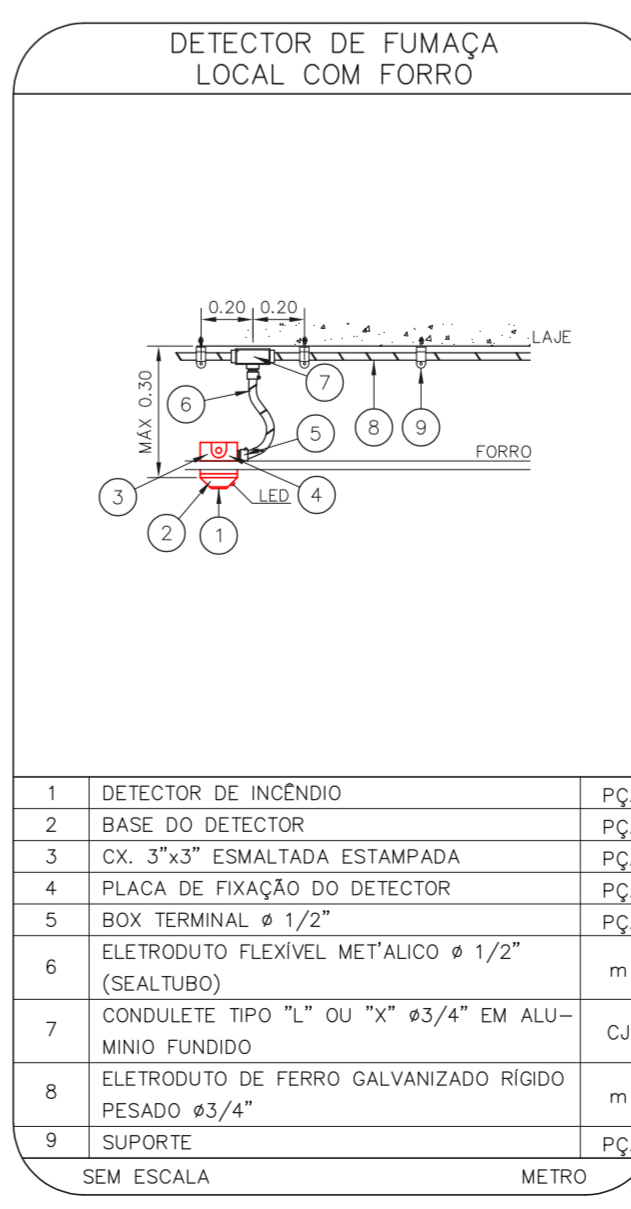 DETECTOR DE FUMAÇA
LOCAL COM FORRO
0.20 0.20
LAJE
MÁX 0.30
7
6
8
9
5
FORRO
3
LED
4
2
1
1 DETECTOR DE INCÊNDIO PÇ.
2 BASE DO DETECTOR PÇ.
3 CX. 3"x3" ESMALTADA ESTAMPADA PÇ.
4 PLACA DE FIXAÇÃO DO DETECTOR PÇ.
5 BOX TERMINAL ø 1/2" PÇ.
6 ELETRODUTO FLEXÍVEL MET'ALICO ø 1/2" m
(SEALTUBO)
7 CONDULETE TIPO "L" OU "X" ø3/4" EM ALU- CJ
MINIO FUNDIDO
8 ELETRODUTO DE FERRO GALVANIZADO RÍGIDO m
PESADO ø3/4"
9 SUPORTE PÇ.
SEM ESCALA METRO